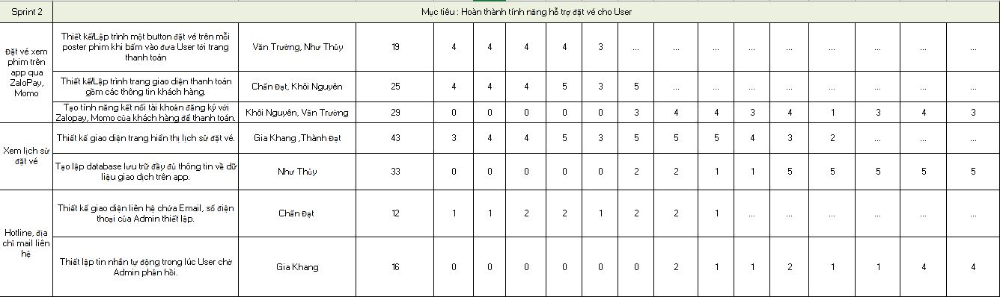 Sprint 2
Mục tiêu : Hoàn thành tính năng hỗ trợ đặt vé cho User
Đặt vé xem
phim trên
app qua
ZaloPay,
Momo
Thiết kế/Lập trình một button đặt vé trên mỗi
poster phim khi bấm vào đưa User tới trang
thanh toán
Văn Trường, Như Thủy
19 4 4 4 4 3 ... ... ... ... ... ... ... ... ...
Thiết kế/Lập trình trang giao diện thanh toán
gồm các thông tin khách hàng.
Chấn Đạt, Khôi Nguyên
25 4 4 4 5 3 5 ... ... ... ... ... ... ... ...
Tạo tính năng kết nối tài khoản đăng ký với
Zalopay, Momo của khách hàng để thanh toán.
Khôi Nguyên, Văn Trường
29 0 0 0 0 0 3 4 4 3 4 1 3 4 3
Xem lịch sử
đặt vé
Thiết kế giao diện trang hiển thị lịch sử đặt vé.
Gia Khang ,Thành Đạt
43 3 4 4 5 3 5 5 5 4 3 2 ... ... ...
Tạo lập database lưu trữ đầy đủ thông tin về dữ
liệu giao dịch trên app.
Như Thủy
33 0 0 0 0 0 2 2 1 1 5 5 5 5 5
Hotline, địa
chỉ mail liên
hệ
Thiết kế giao diện liên hệ chứa Email, số điện
thoại của Admin thiết lập.
Chấn Đạt
12 1 1 2 2 1 2 2 1 ... ... ... ... ... ...
Thiết lập tin nhắn tự động trong lúc User chờ
Admin phản hồi.
Gia Khang
16 0 0 0 0 0 0 2 1 1 2 1 1 4 4